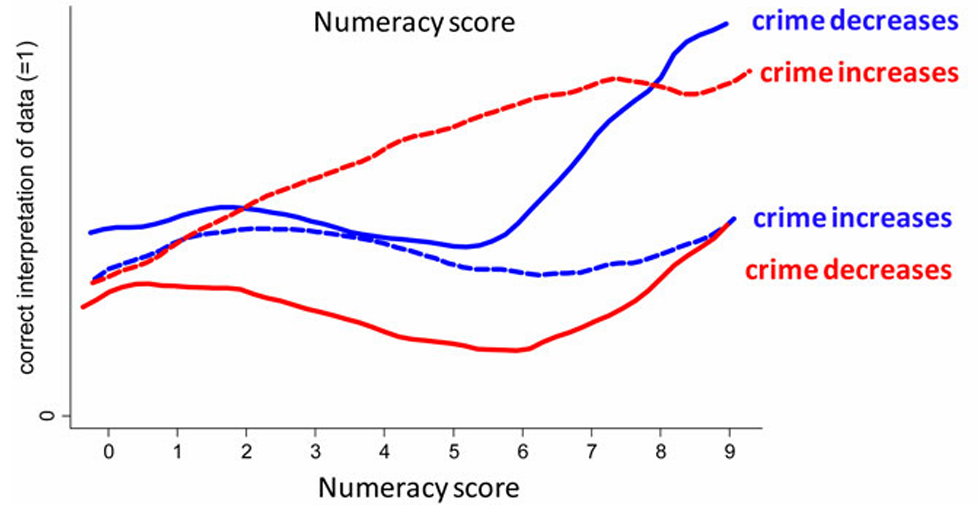 Numeracy score
crime decreases
crime increases
correct interpretation of data (=1)
crime increases
crime decreases
0
0 1 2 3 4 5 6 7 8 9
Numeracy score